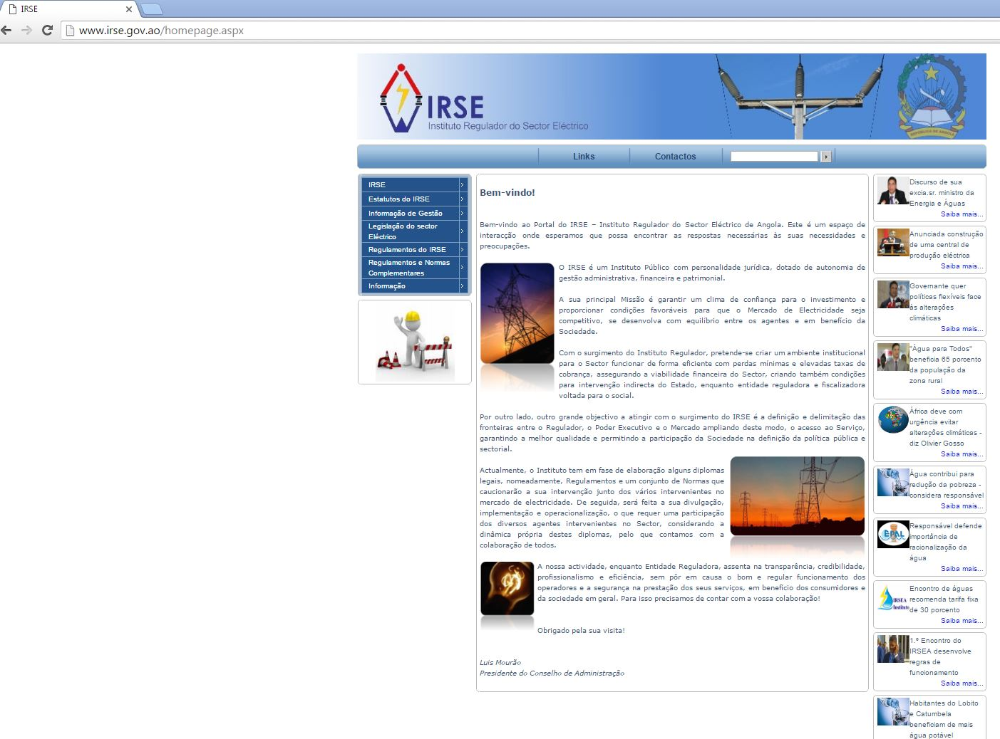 IRSE
www.irse.gov.ao/homepage.aspx
IRSE
Instituto Regulador do Sector Eléctrico
REPÚBLICA DE ANGOLA
Links
Contactos
IRSE
Estatutos do IRSE
Informação de Gestão
Legislação do sector
Eléctrico
Regulamentos do IRSE
Regulamentos e Normas
Complementares
Informação
Bem-vindo!
Bem-vindo ao Portal do IRSE – Instituto Regulador do Sector Eléctrico de Angola. Este é um espaço de
interacção onde esperamos que possa encontrar as respostas necessárias às suas necessidades e
preocupações.
O IRSE é um Instituto Público com personalidade jurídica, dotado de autonomia de
gestão administrativa, financeira e patrimonial.
A sua principal Missão é garantir um clima de confiança para o investimento e
proporcionar condições favoráveis para que o Mercado de Electricidade seja
competitivo, se desenvolva com equilíbrio entre os agentes e em benefício da
Sociedade.
Com o surgimento do Instituto Regulador, pretende-se criar um ambiente institucional
para o Sector funcionar de forma eficiente com perdas mínimas e elevadas taxas de
cobrança, assegurando a viabilidade financeira do Sector, criando também condições
para intervenção indirecta do Estado, enquanto entidade reguladora e fiscalizadora
voltada para o social.
Por outro lado, outro grande objectivo a atingir com o surgimento do IRSE é a definição e delimitação das
fronteiras entre o Regulador, o Poder Executivo e o Mercado ampliando deste modo, o acesso ao Serviço,
garantindo a melhor qualidade e permitindo a participação da Sociedade na definição da política pública e
sectorial.
Actualmente, o Instituto tem em fase de elaboração alguns diplomas
legais, nomeadamente, Regulamentos e um conjunto de Normas que
caucionarão a sua intervenção junto dos vários intervenientes no
mercado de electricidade. De seguida, será feita a sua divulgação,
implementação e operacionalização, o que requer uma participação
dos diversos agentes intervenientes no Sector, considerando a
dinâmica própria destes diplomas, pelo que contamos com a
colaboração de todos.
A nossa actividade, enquanto Entidade Reguladora, assenta na transparência, credibilidade,
profissionalismo e eficiência, sem pôr em causa o bom e regular funcionamento dos
operadores e a segurança na prestação dos seus serviços, em benefício dos consumidores e
da sociedade em geral. Para isso precisamos de contar com a vossa colaboração!
Obrigado pela sua visita!
Luis Mourão
Presidente do Conselho de Administração
Discurso de sua
excia.sr. ministro da
Energia e Águas
Saiba mais...
Anunciada construção
de uma central de
produção eléctrica
Saiba mais...
Governante quer
políticas flexíveis face
às alterações
climáticas
Saiba mais...
"Água para Todos"
beneficia 65 porcento
da população da
zona rural
Saiba mais...
África deve com
urgência evitar
alterações climáticas -
diz Olivier Gosso
Saiba mais...
Água contribui para
redução da pobreza -
considera responsável
Saiba mais...
EPAL
Responsável defende
importância de
racionalização da
água
Saiba mais...
IRSEA
Instituto
Encontro de águas
recomenda tarifa fixa
de 30 porcento
Saiba mais...
1.º Encontro do
IRSEA desenvolve
regras de
funcionamento
Saiba mais...
Habitantes do Lobito
e Catumbela
beneficiam de mais
água potável